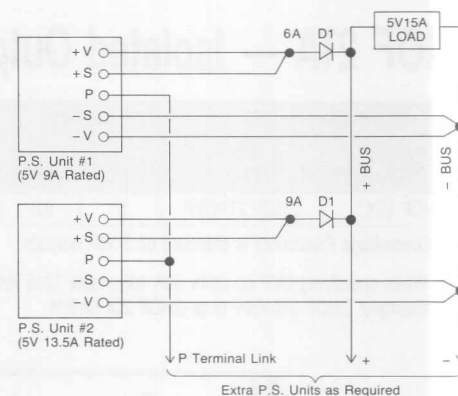 5V15A
LOAD
6A
D1
+V
+S
P
−S
−V
P.S. Unit #1
(5V 9A Rated)
+ BUS
− BUS
9A
D1
+V
+S
P
−S
−V
P.S. Unit #2
(5V 13.5A Rated)
P Terminal Link
+
−
Extra P.S. Units as Required